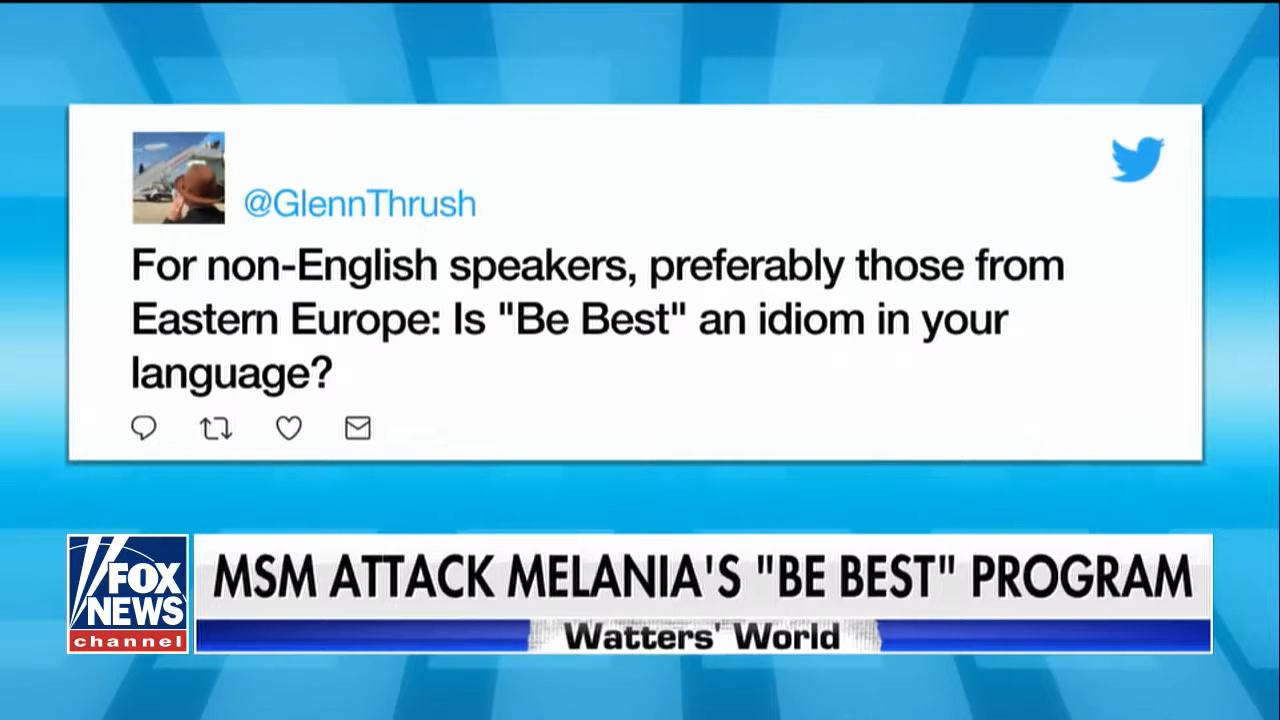 @GlennThrush
For non-English speakers, preferably those from
Eastern Europe: Is "Be Best" an idiom in your
language?
FOX
NEWS
channel
MSM ATTACK MELANIA'S "BE BEST" PROGRAM
Watters' World